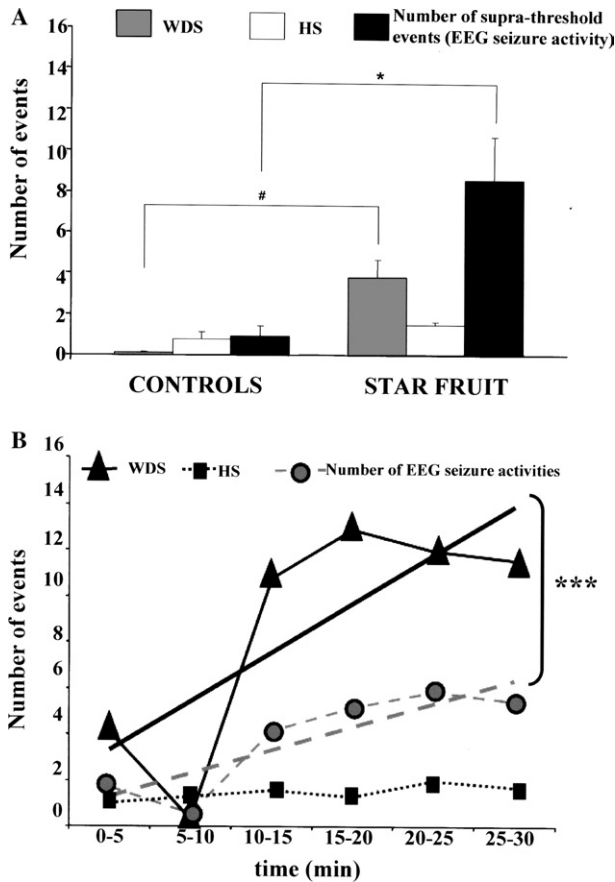 A
WDS HS Number of supra-threshold
events (EEG seizure activity)
Number of events
16
14
12
10
8
6
4
2
0
*
#
CONTROLS STAR FRUIT
B
WDS HS Number of EEG seizure activities
Number of events
16
14
12
10
8
6
4
2
0
***
0-5 5-10 10-15 15-20 20-25 25-30
time (min)